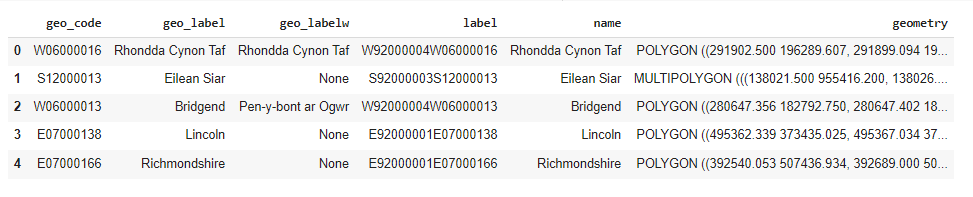 geo_code geo_label geo_labelw label name geometry
0 W06000016 Rhondda Cynon Taf Rhondda Cynon Taf W92000004W06000016 Rhondda Cynon Taf POLYGON ((291902.500 196289.607, 291899.094 19...
1 S12000013 Eilean Siar None S92000003S12000013 Eilean Siar MULTIPOLYGON (((138021.500 955416.200, 138026....
2 W06000013 Bridgend Pen-y-bont ar Ogwr W92000004W06000013 Bridgend POLYGON ((280647.356 182792.750, 280647.402 18...
3 E07000138 Lincoln None E92000001E07000138 Lincoln POLYGON ((495362.339 373435.025, 495367.034 37...
4 E07000166 Richmondshire None E92000001E07000166 Richmondshire POLYGON ((392540.053 507436.934, 392689.000 50...